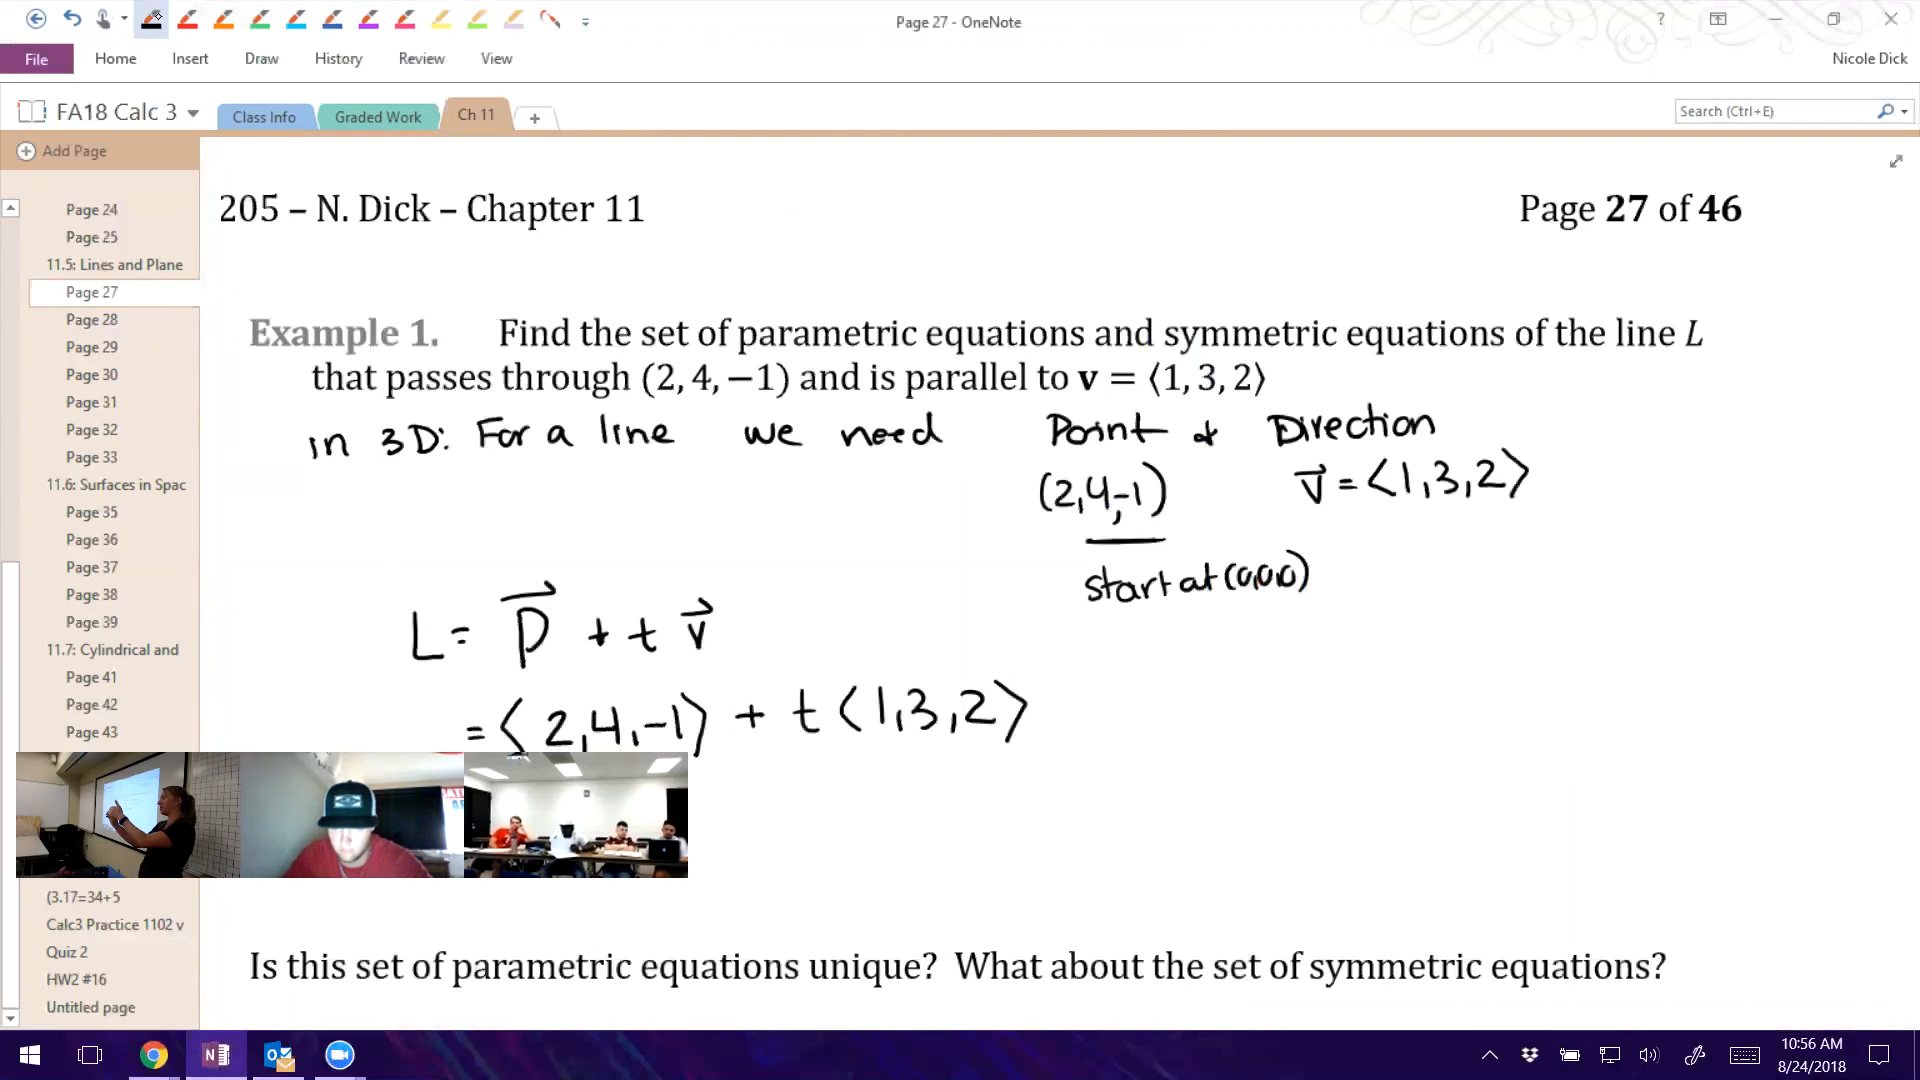 Page 27 - OneNote
?
File
Home
Insert
Draw
History
Review
View
Nicole Dick
FA18 Calc 3
Class Info
Graded Work
Ch 11
Search (Ctrl+E)
Add Page
Page 24
Page 25
11.5: Lines and Plane
Page 27
Page 28
Page 29
Page 30
Page 31
Page 32
Page 33
11.6: Surfaces in Spac
Page 35
Page 36
Page 37
Page 38
Page 39
11.7: Cylindrical and
Page 41
Page 42
Page 43
(3.17=34+5
Calc3 Practice 1102 v
Quiz 2
HW2 #16
Untitled page
205 – N. Dick – Chapter 11
Page 27 of 46
Example 1. Find the set of parametric equations and symmetric equations of the line L
that passes through (2, 4, −1) and is parallel to v = ⟨1, 3, 2⟩
in 3D: For a line we need Point & Direction
(2,4,-1) v⃗ = ⟨1,3,2⟩
start at (0,0,0)
L = P⃗ + t v⃗
= ⟨2,4,-1⟩ + t⟨1,3,2⟩
Is this set of parametric equations unique? What about the set of symmetric equations?
10:56 AM
8/24/2018